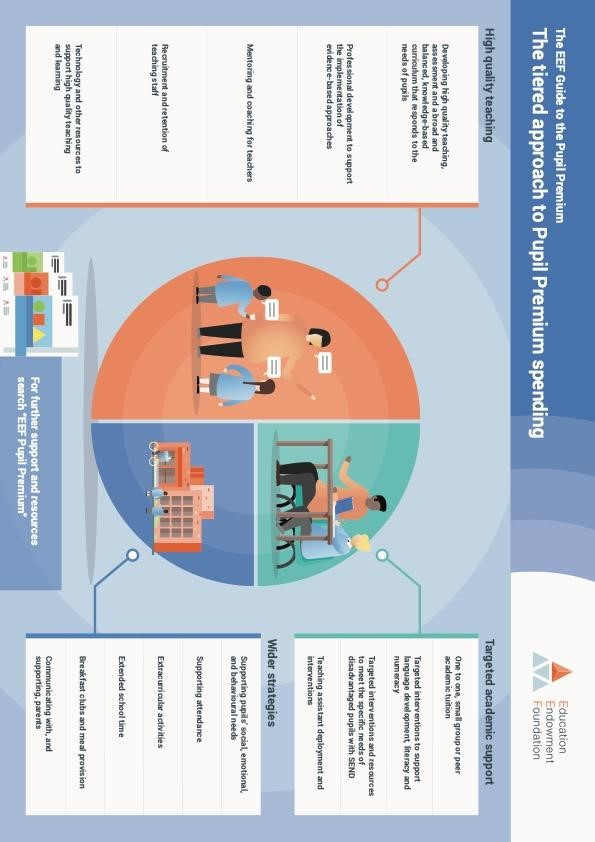 The EEF Guide to the Pupil Premium
The tiered approach to Pupil Premium spending
Education
Endowment
Foundation
High quality teaching
Developing high quality teaching,
assessment and a broad and
balanced, knowledge-based
curriculum that responds to the
needs of pupils
Professional development to support
the implementation of
evidence-based approaches
Mentoring and coaching for teachers
Recruitment and retention of
teaching staff
Technology and other resources to
support high quality teaching
and learning
Targeted academic support
One to one, small group or peer
academic tuition
Targeted interventions to support
language development, literacy and
numeracy
Targeted interventions and resources
to meet the specific needs of
disadvantaged pupils with SEND
Teaching assistant deployment and
interventions
Wider strategies
Supporting pupils' social, emotional,
and behavioural needs
Supporting attendance
Extracurricular activities
Extended school time
Breakfast clubs and meal provision
Communicating with, and
supporting, parents
For further support and resources
search "EEF Pupil Premium"